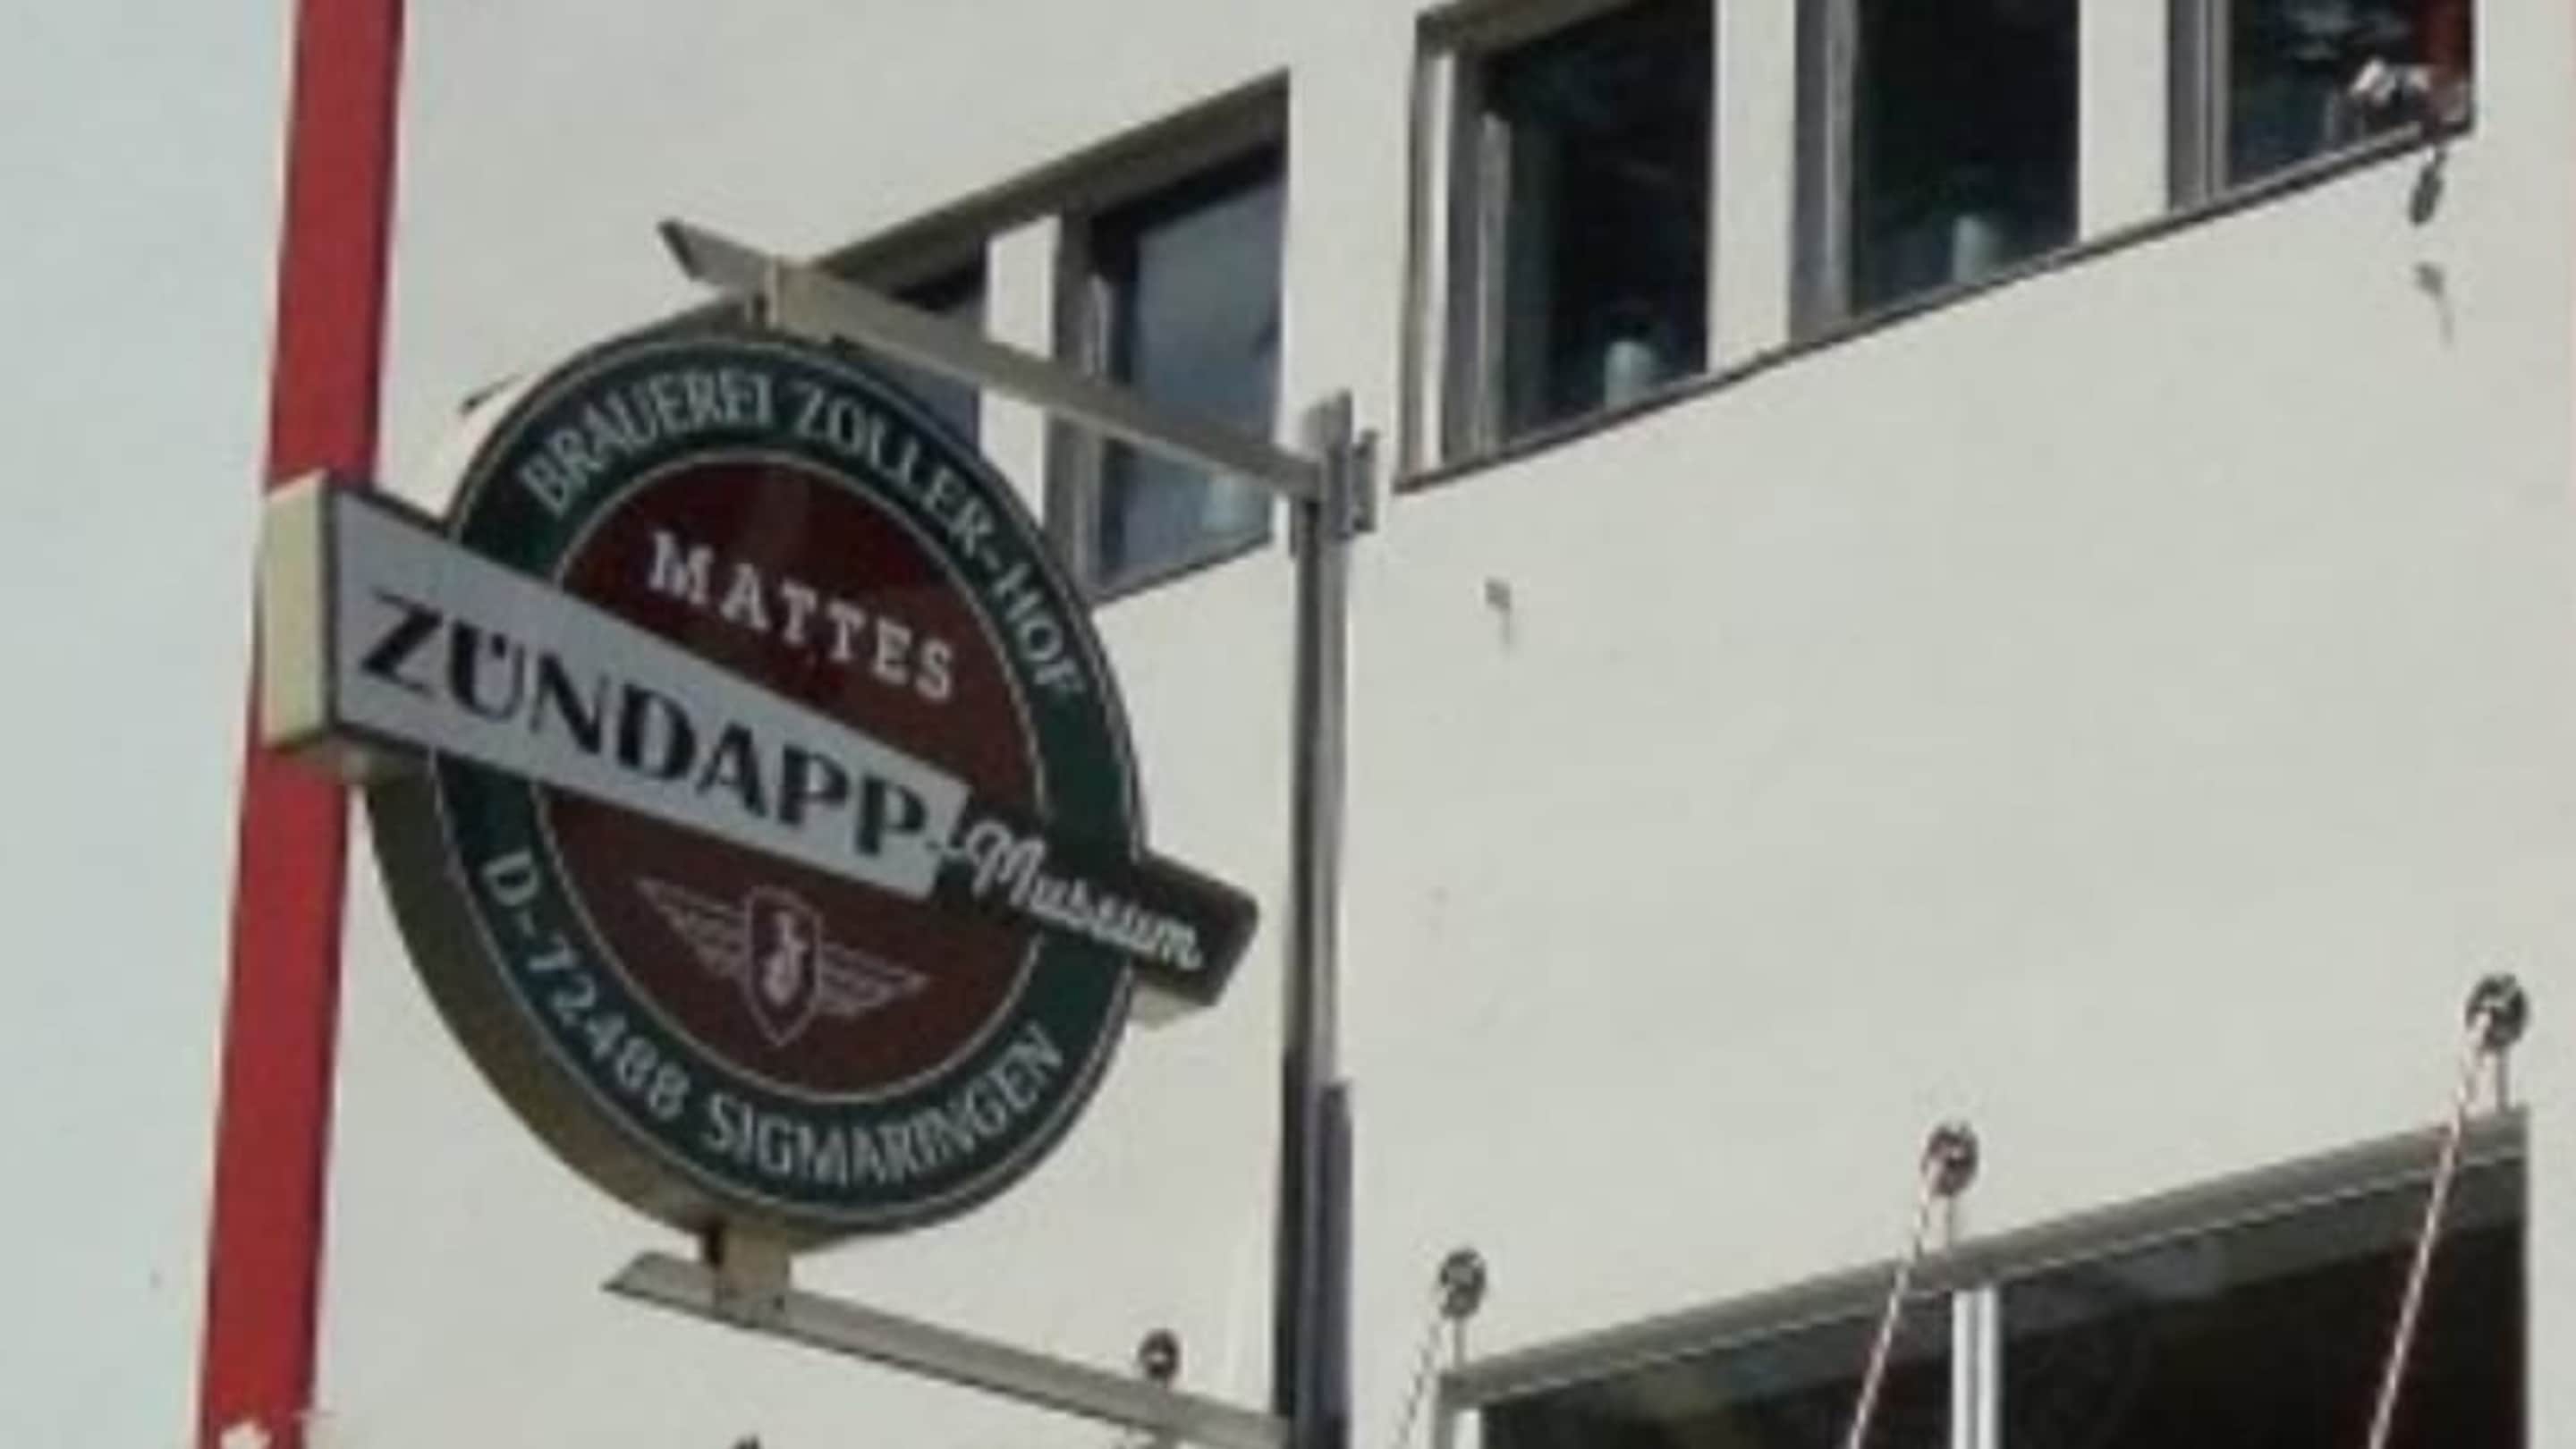 BRAUEREI ZOLLER-HOF
MATTES
ZÜNDAPP-Museum
D-72488 SIGMARINGEN